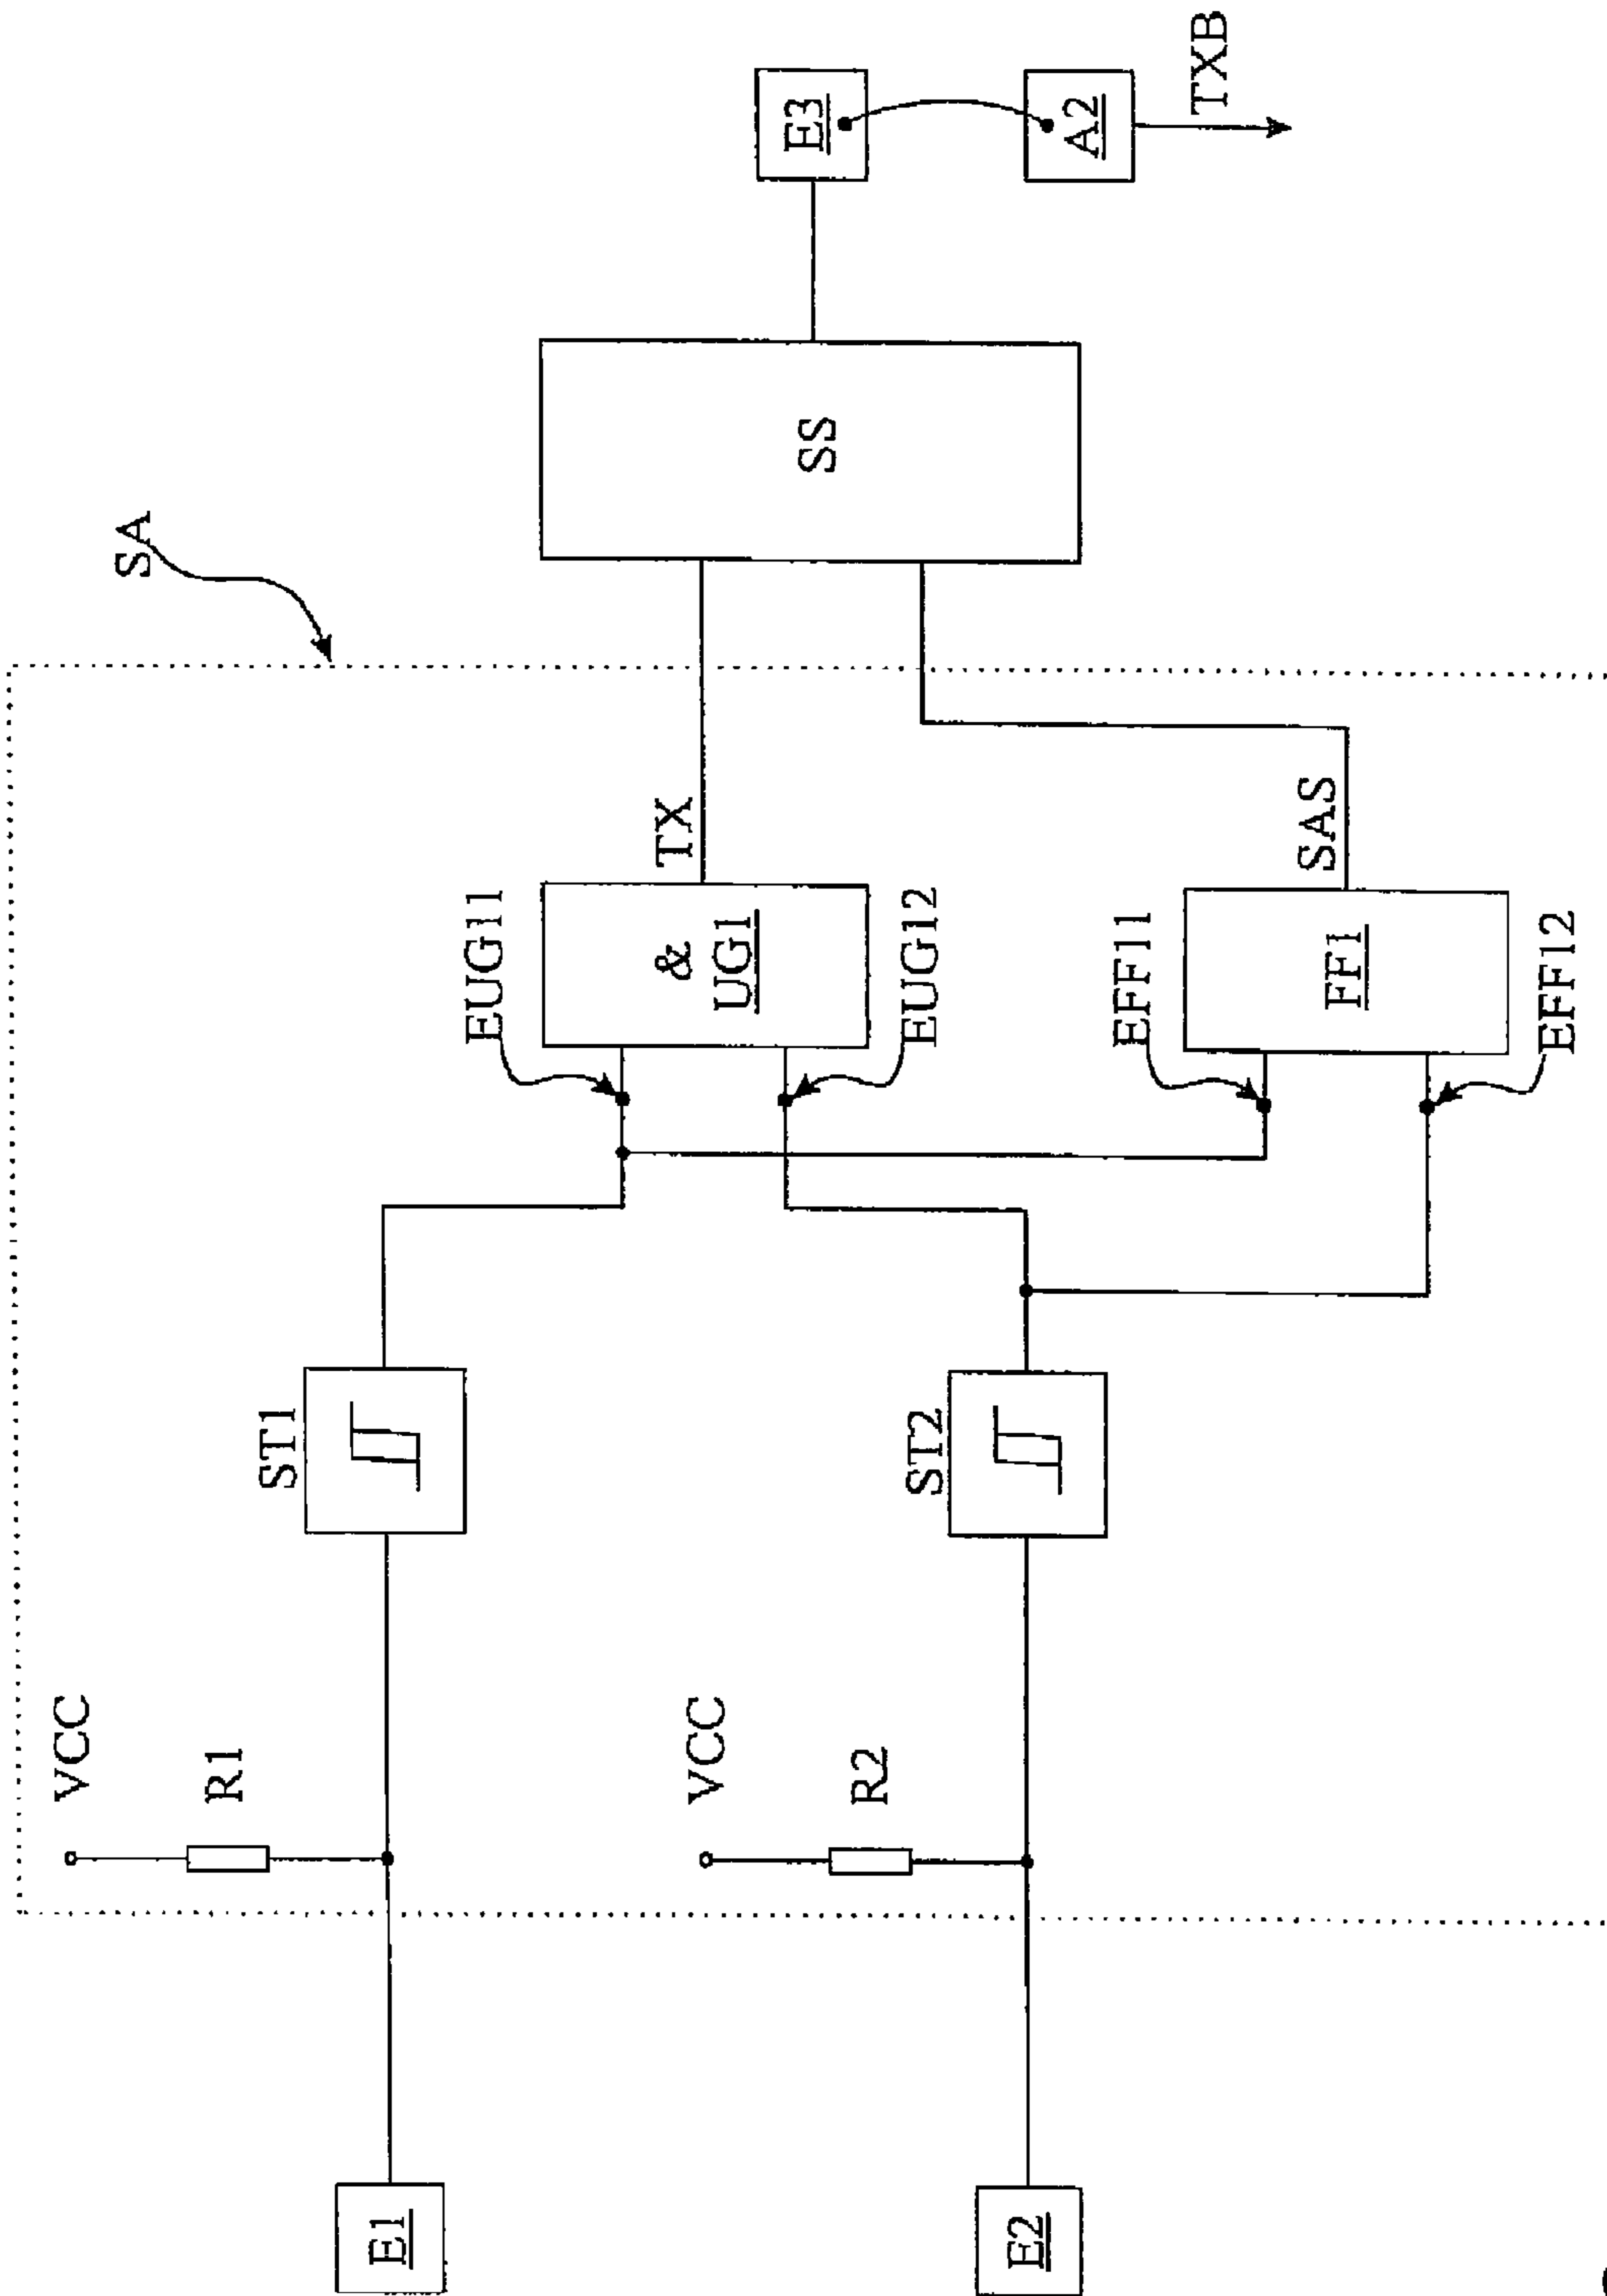 SA
VCC
R1
ST1
EUG11
&
UG1
TX
EUG12
E1
VCC
R2
ST2
EFF11
FF1
SAS
EFF12
E2
SS
E3
A2
TXB